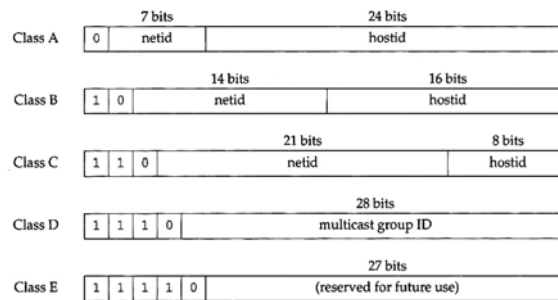 7 bits 24 bits
Class A 0 netid hostid
14 bits 16 bits
Class B 1 0 netid hostid
21 bits 8 bits
Class C 1 1 0 netid hostid
28 bits
Class D 1 1 1 0 multicast group ID
27 bits
Class E 1 1 1 1 0 (reserved for future use)